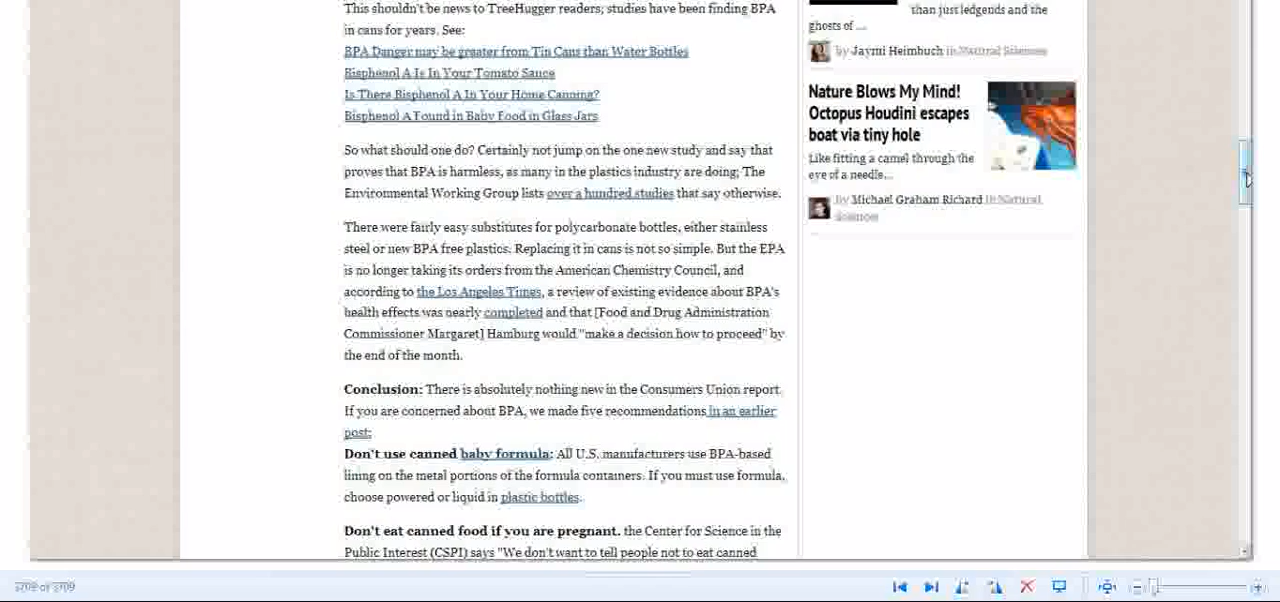 This shouldn't be news to TreeHugger readers; studies have been finding BPA
in cans for years. See:
BPA Danger may be greater from Tin Cans than Water Bottles
Bisphenol A Is In Your Tomato Sauce
Is There Bisphenol A In Your Home Canning?
Bisphenol A Found in Baby Food in Glass Jars
So what should one do? Certainly not jump on the one new study and say that
proves that BPA is harmless, as many in the plastics industry are doing; The
Environmental Working Group lists over a hundred studies that say otherwise.
There were fairly easy substitutes for polycarbonate bottles, either stainless
steel or new BPA free plastics. Replacing it in cans is not so simple. But the EPA
is no longer taking its orders from the American Chemistry Council, and
according to the Los Angeles Times, a review of existing evidence about BPA's
health effects was nearly completed and that [Food and Drug Administration
Commissioner Margaret] Hamburg would "make a decision how to proceed" by
the end of the month.
Conclusion: There is absolutely nothing new in the Consumers Union report.
If you are concerned about BPA, we made five recommendations in an earlier
post:
Don't use canned baby formula: All U.S. manufacturers use BPA-based
lining on the metal portions of the formula containers. If you must use formula,
choose powered or liquid in plastic bottles.
Don't eat canned food if you are pregnant. the Center for Science in the
Public Interest (CSPI) says "We don't want to tell people not to eat canned
than just ledgends and the
ghosts of ...
by Jaymi Heimbuch in Natural Sciences
Nature Blows My Mind!
Octopus Houdini escapes
boat via tiny hole
Like fitting a camel through the
eye of a needle...
by Michael Graham Richard in Natural
Sciences